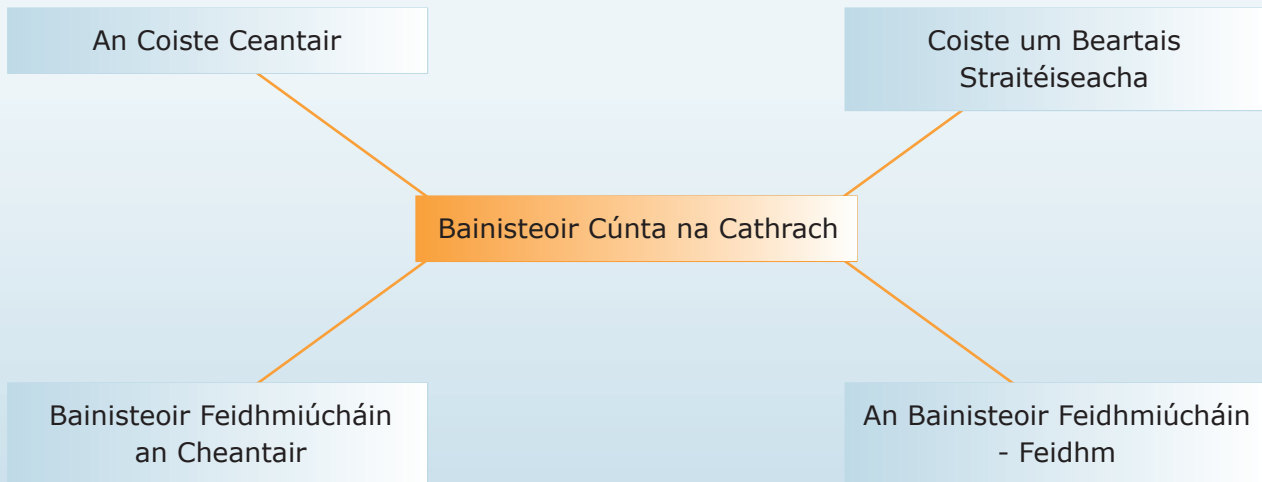 An Coiste Ceantair
Coiste um Beartais
Straitéiseacha
Bainisteoir Cúnta na Cathrach
Bainisteoir Feidhmiúcháin
an Cheantair
An Bainisteoir Feidhmiúcháin
- Feidhm